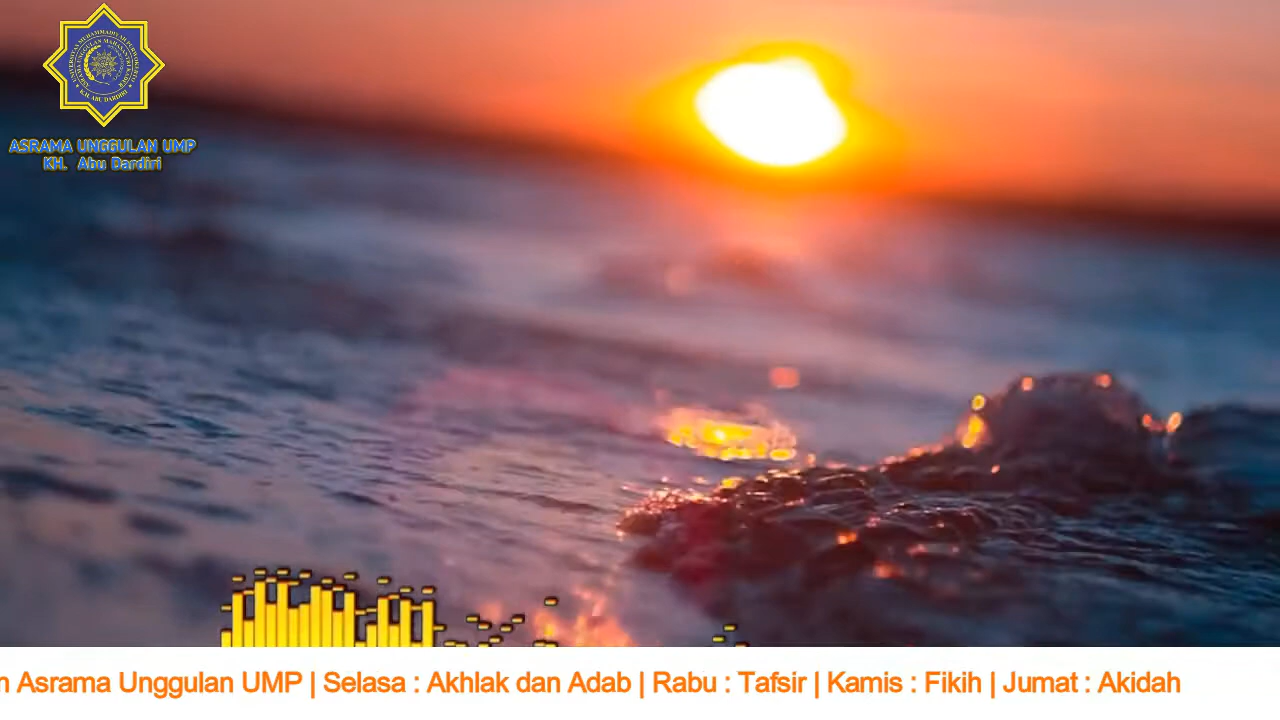 ASRAMA UNGGULAN UMP
KH. Abu Dardiri
n Asrama Unggulan UMP | Selasa : Akhlak dan Adab | Rabu : Tafsir | Kamis : Fikih | Jumat : Akidah